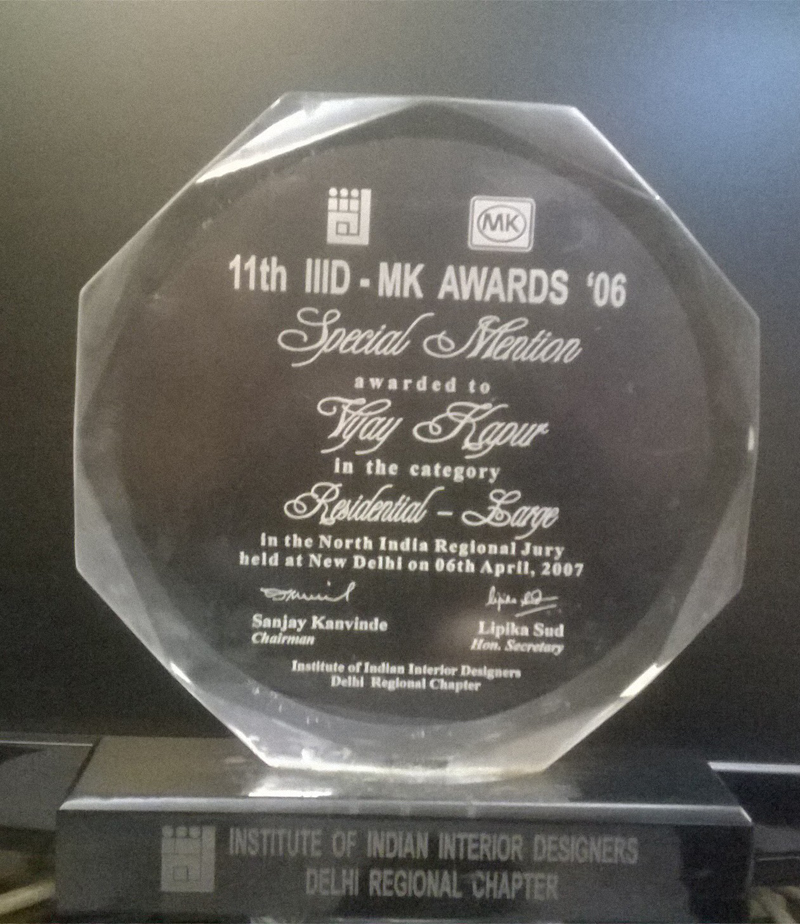 MK
11th IIID - MK AWARDS ‘06
Special Mention
awarded to
Vijay Kapur
in the category
Residential - Large
in the North India Regional Jury
held at New Delhi on 06th April, 2007
Sanjay Kanvinde Lipika Sud
Chairman Hon. Secretary
Institute of Indian Interior Designers
Delhi Regional Chapter
INSTITUTE OF INDIAN INTERIOR DESIGNERS
DELHI REGIONAL CHAPTER